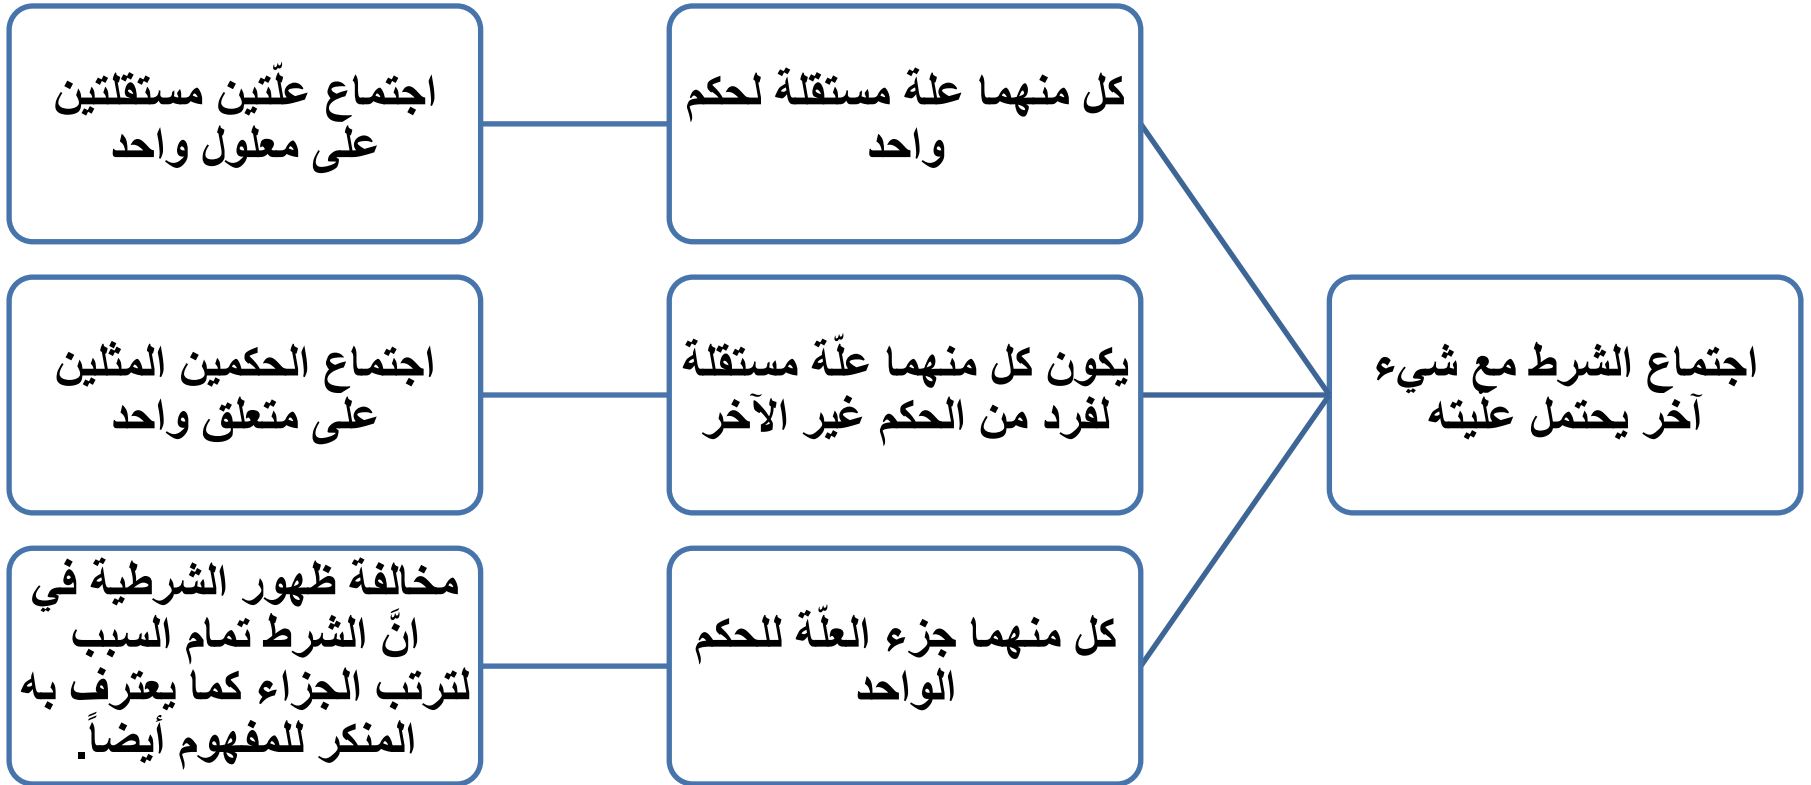 اجتماع الشرط مع شيء
آخر يحتمل علّيته
كل منهما علة مستقلة لحكم
واحد
اجتماع علّتين مستقلتين
على معلول واحد
يكون كل منهما علّة مستقلة
لفرد من الحكم غير الآخر
اجتماع الحكمين المثلين
على متعلق واحد
كل منهما جزء العلّة للحكم
الواحد
مخالفة ظهور الشرطية في
انَّ الشرط تمام السبب
لترتب الجزاء كما يعترف به
المنكر للمفهوم أيضاً.